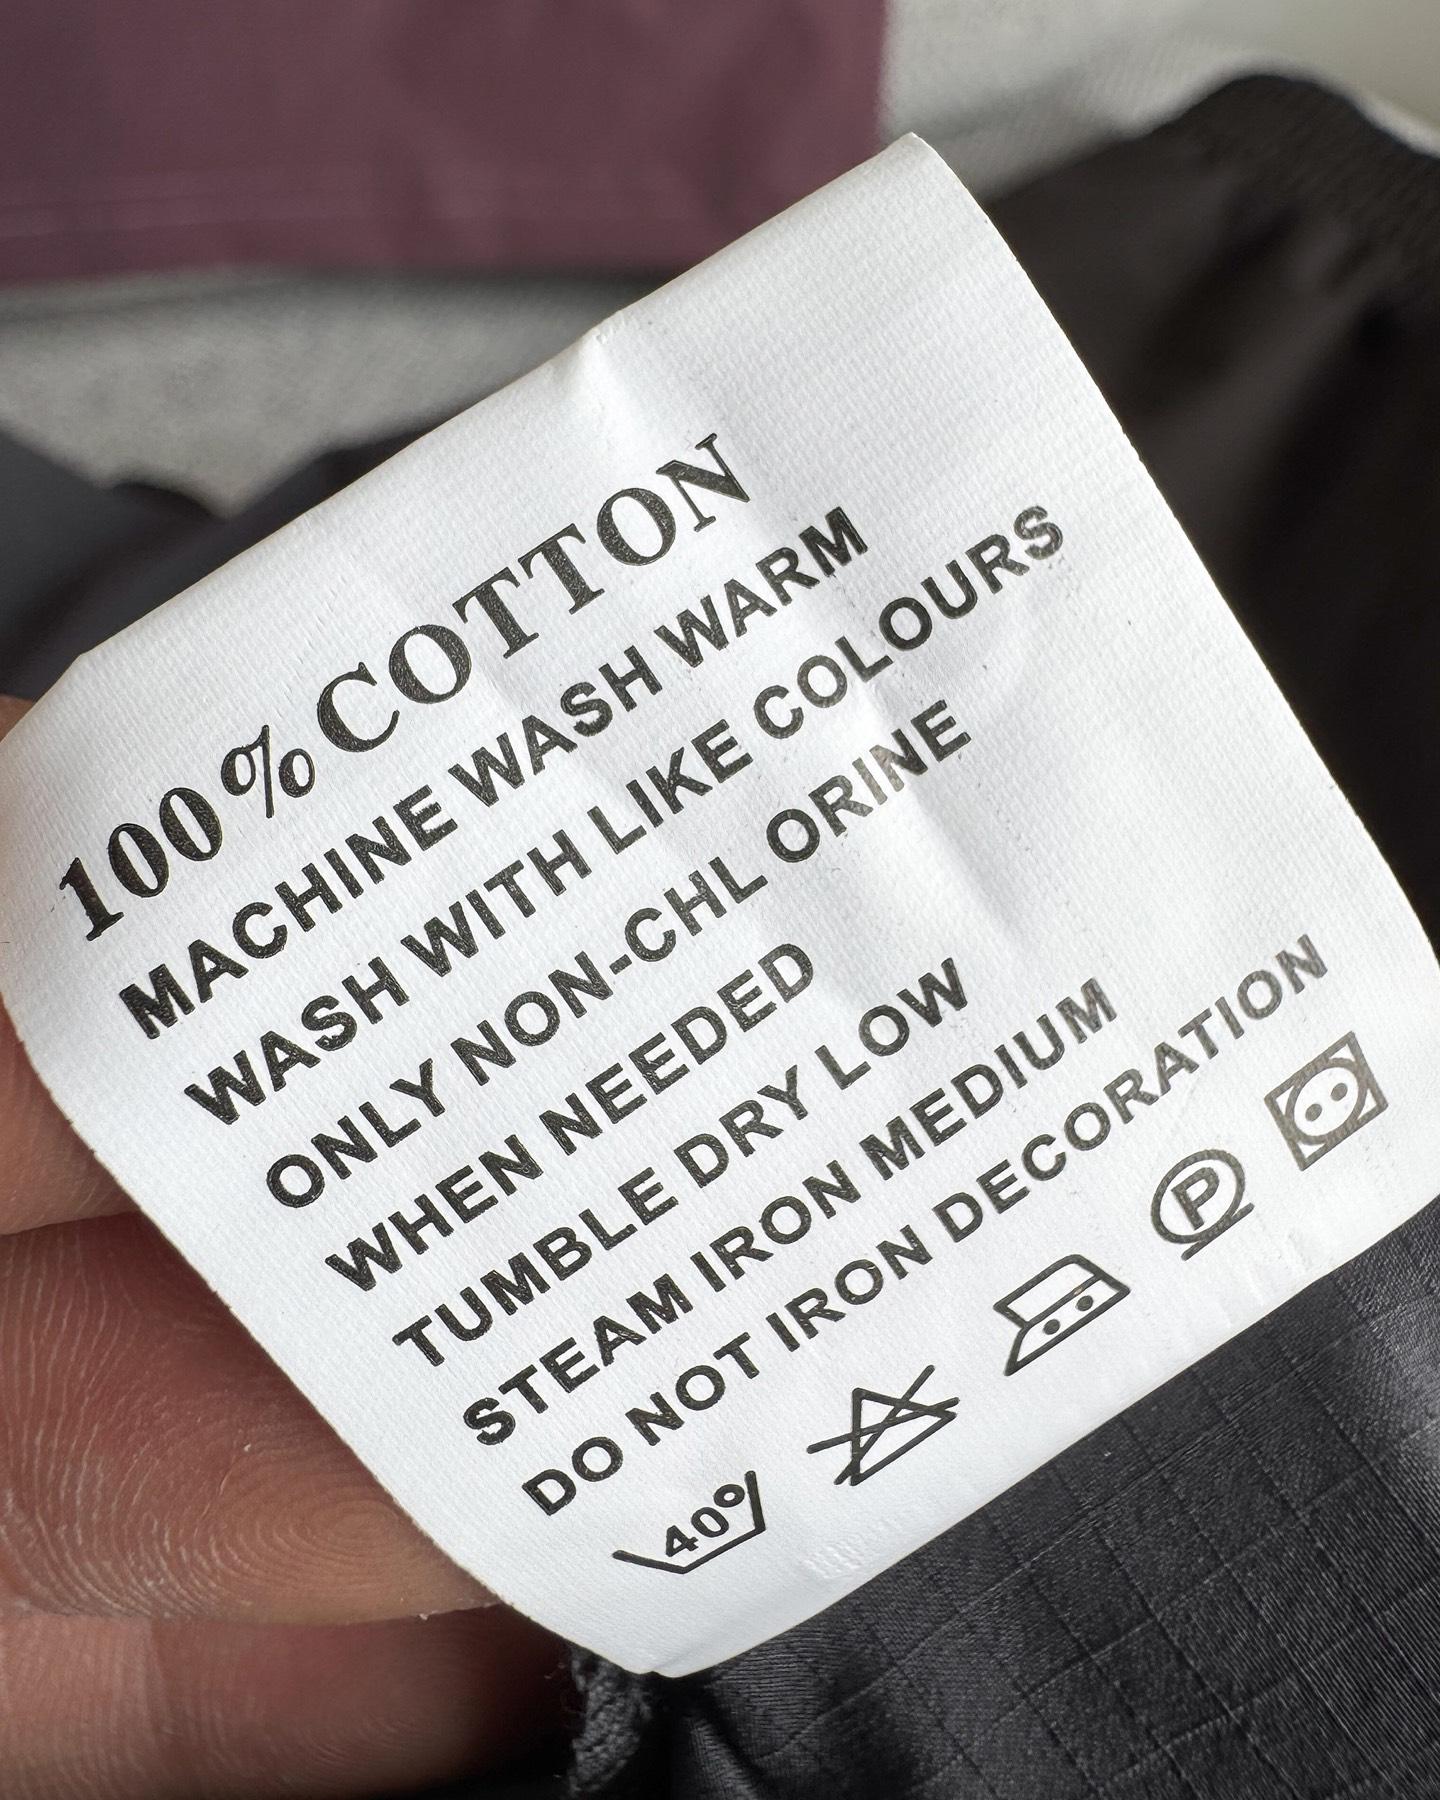 100%COTTON
MACHINE WASH WARM
WASH WITH LIKE COLOURS
ONLY NON-CHL ORINE
WHEN NEEDED
TUMBLE DRY LOW
STEAM IRON MEDIUM
DO NOT IRON DECORATION
40° P